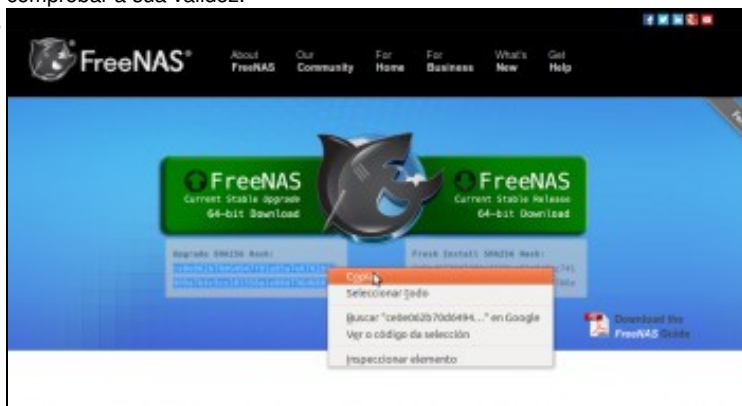 comprobar a súa validez.
FreeNAS®
About FreeNAS
Our Community
For Home
For Business
What's New
Get Help
FreeNAS
Current Stable Upgrade
64-bit Download
FreeNAS
Current Stable Release
64-bit Download
Upgrade SHA256 Hash:
Fresh Install SHA256 Hash:
Copiar
Seleccionar todo
Buscar "ce8e062b70d6494..." en Google
Ver o código da selección
Inspeccionar elemento
Download the
FreeNAS Guide